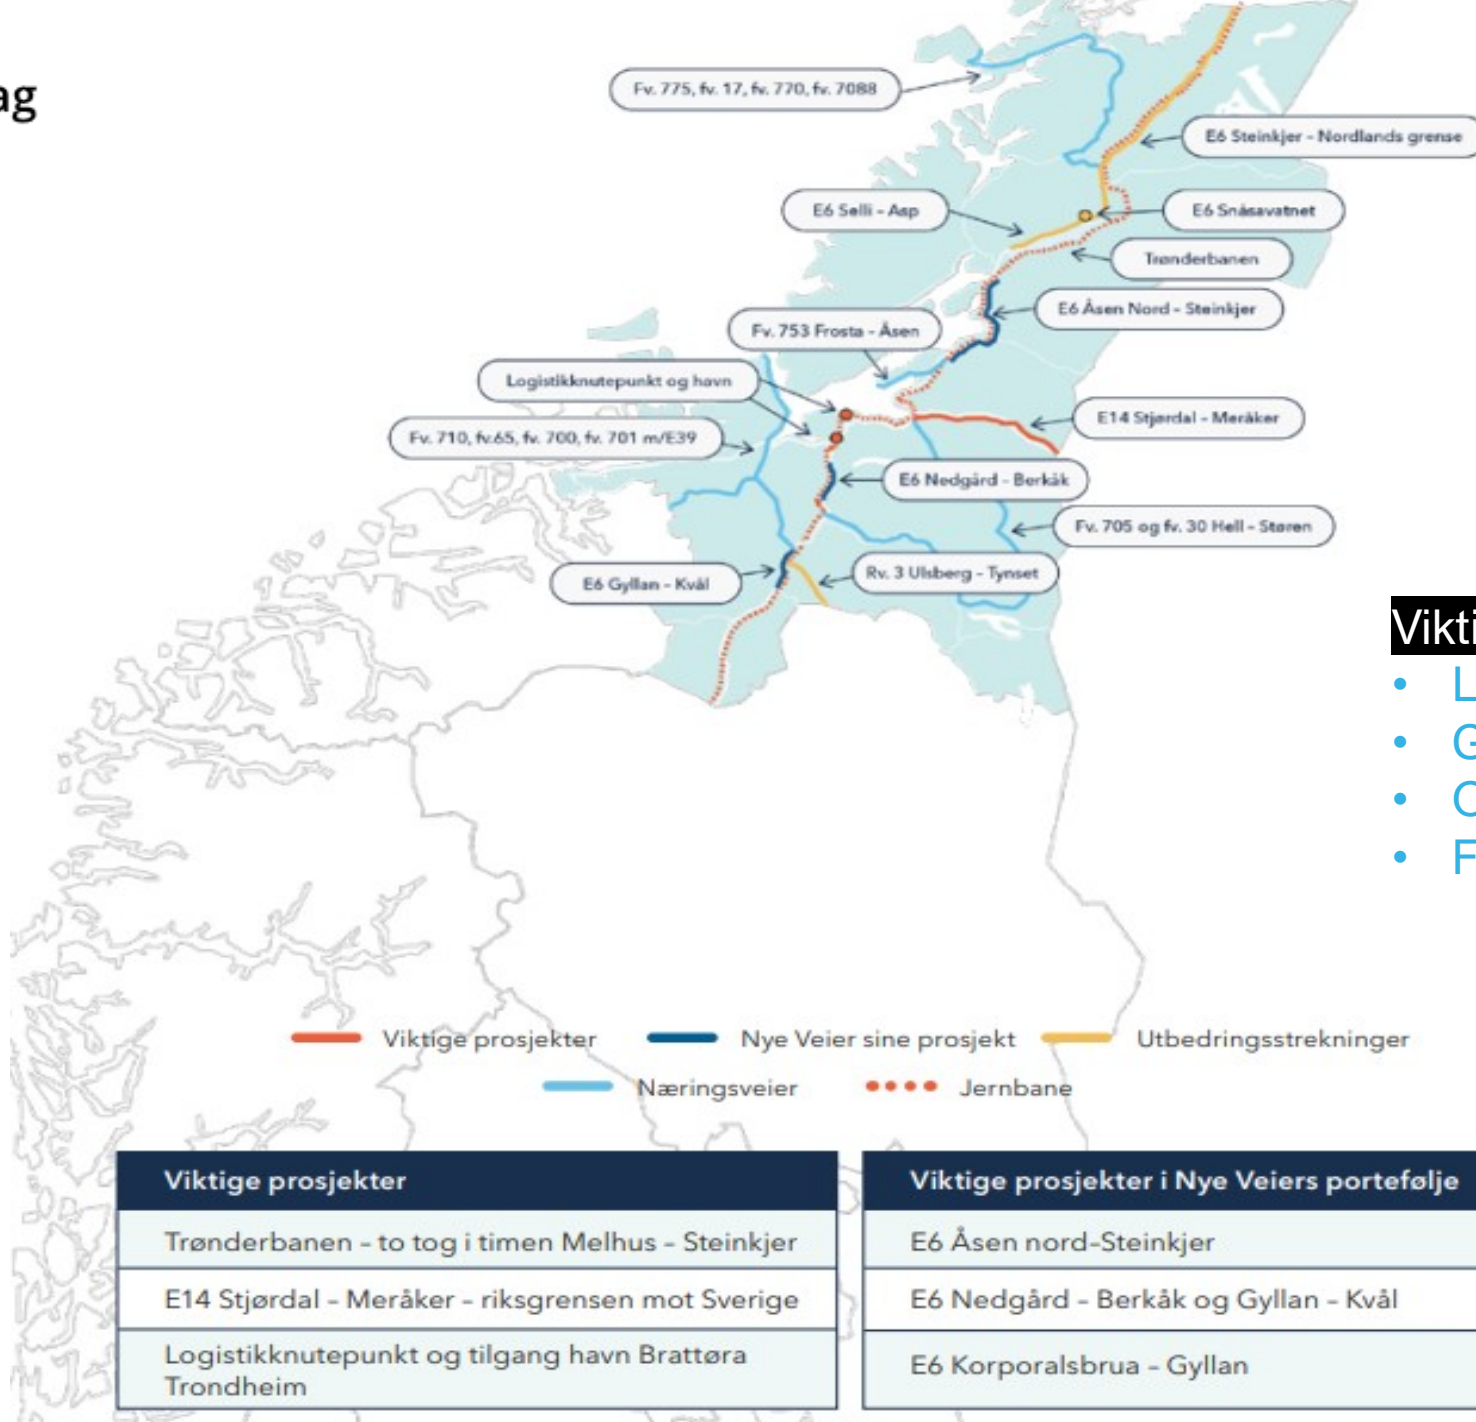 ag
Fv. 775, fv. 17, fv. 770, fv. 7088
E6 Steinkjer - Nordlands grense
E6 Selli - Asp
E6 Snåsavatnet
Trønderbanen
E6 Åsen Nord - Steinkjer
Fv. 753 Frosta - Åsen
Logistikknutepunkt og havn
E14 Stjørdal - Meråker
Fv. 710, fv.65, fv. 700, fv. 701 m/E39
E6 Nedgård - Berkåk
Fv. 705 og fv. 30 Hell - Støren
E6 Gyllan - Kvål
Rv. 3 Ulsberg - Tynset
Vikti
• L
• G
• O
• F
Viktige prosjekter
Nye Veier sine prosjekt
Utbedringsstrekninger
Næringsveier
Jernbane
Viktige prosjekter
Trønderbanen - to tog i timen Melhus - Steinkjer
E14 Stjørdal - Meråker - riksgrensen mot Sverige
Logistikknutepunkt og tilgang havn Brattøra
Trondheim
Viktige prosjekter i Nye Veiers portefølje
E6 Åsen nord-Steinkjer
E6 Nedgård - Berkåk og Gyllan - Kvål
E6 Korporalsbrua - Gyllan